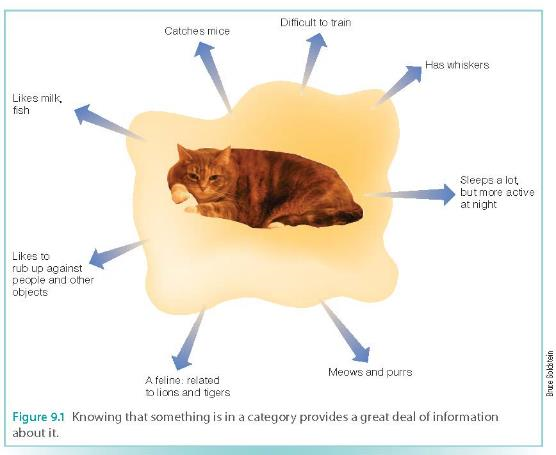 Difficult to train
Catches mice
Has whiskers
Likes milk,
fish
Sleeps a lot,
but more active
at night
Likes to
rub up against
people and other
objects
Meows and purrs
A feline: related
to lions and tigers
Bruce Goldstein
Figure 9.1 Knowing that something is in a category provides a great deal of information
about it.